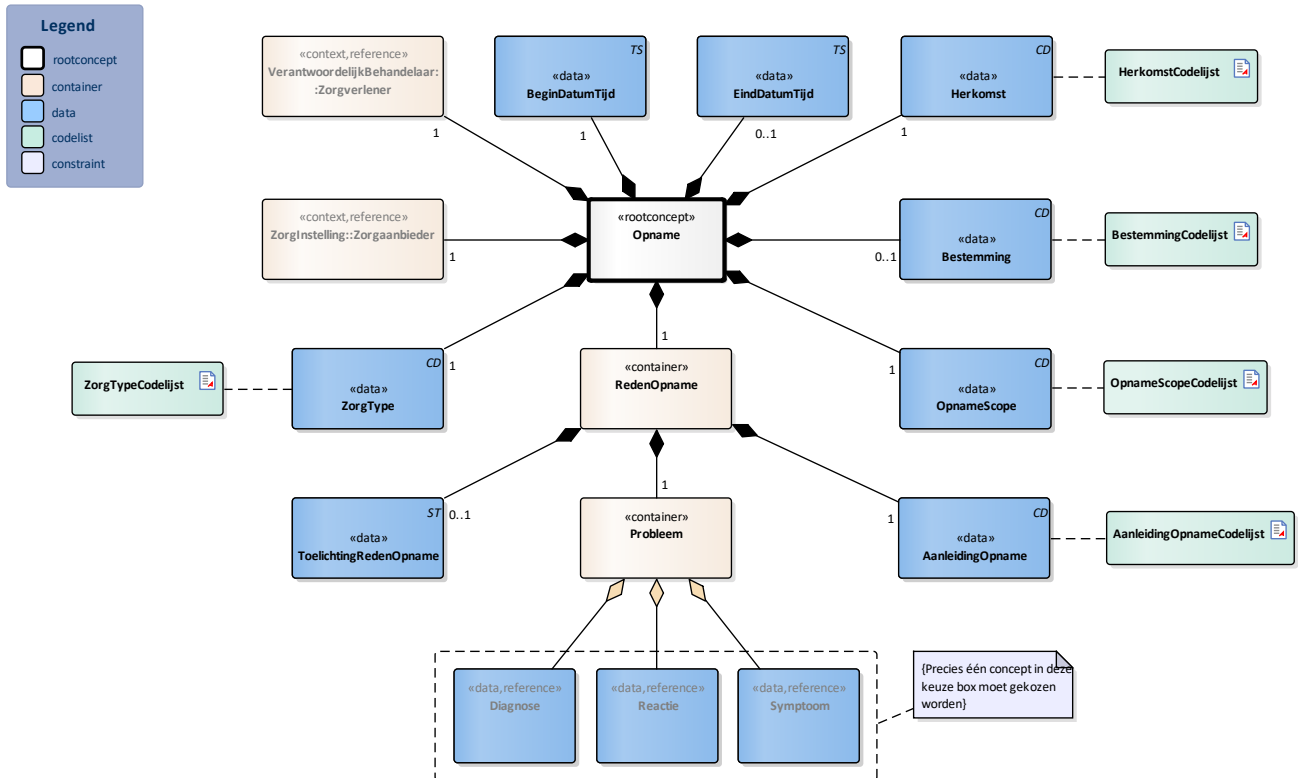 Legend
rootconcept
container
data
codelist
constraint
«context,reference»
VerantwoordelijkBehandelaar:
:Zorgverlener
1
TS
«data»
BeginDatumTijd
1
TS
«data»
EindDatumTijd
0..1
CD
«data»
Herkomst
1
HerkomstCodelijst
«context,reference»
ZorgInstelling::Zorgaanbieder
1
«rootconcept»
Opname
CD
«data»
Bestemming
0..1
BestemmingCodelijst
ZorgTypeCodelijst
CD
«data»
ZorgType
1
1
«container»
RedenOpname
CD
«data»
OpnameScope
1
OpnameScopeCodelijst
ST
«data»
ToelichtingRedenOpname
0..1
1
«container»
Probleem
CD
«data»
AanleidingOpname
1
AanleidingOpnameCodelijst
«data,reference»
Diagnose
«data,reference»
Reactie
«data,reference»
Symptoom
{Precies één concept in deze
keuze box moet gekozen
worden}